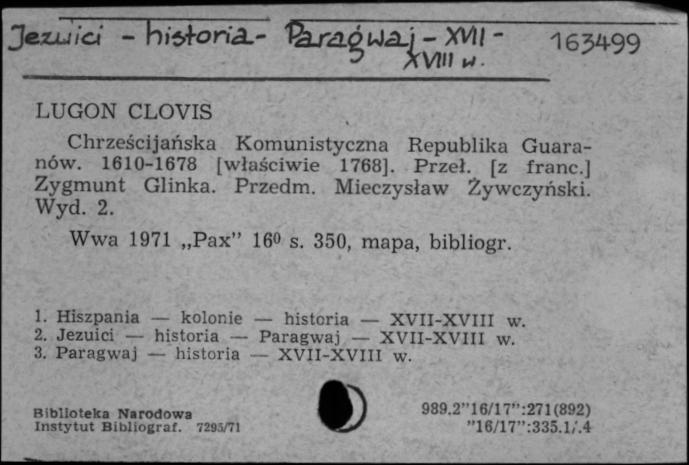 Jezuici - historia - Paragwaj - XVII -
XVIII w.
163499
LUGON CLOVIS
Chrześcijańska Komunistyczna Republika Guara-
nów. 1610-1678 [właściwie 1768]. Przeł. [z franc.]
Zygmunt Glinka. Przedm. Mieczysław Żywczyński.
Wyd. 2.
Wwa 1971 „Pax” 16⁰ s. 350, mapa, bibliogr.
1. Hiszpania — kolonie — historia — XVII-XVIII w.
2. Jezuici — historia — Paragwaj — XVII-XVIII w.
3. Paragwaj — historia — XVII-XVIII w.
Biblioteka Narodowa
Instytut Bibliograf. 7295/71
989.2”16/17”:271(892)
”16/17”:335.1/.4